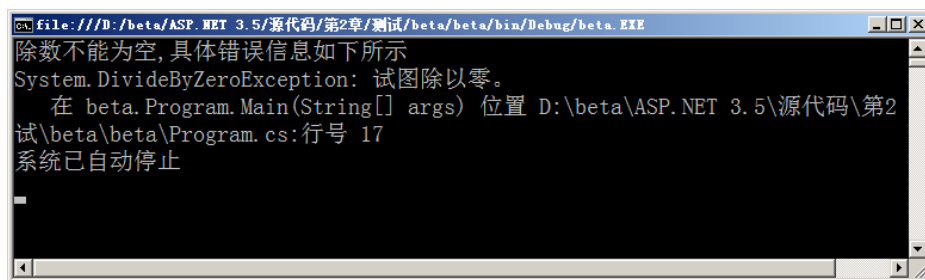 file:///D:/beta/ASP.NET 3.5/源代码/第2章/测试/beta/beta/bin/Debug/beta.EXE
除数不能为空,具体错误信息如下所示
System.DivideByZeroException: 试图除以零。
   在 beta.Program.Main(String[] args) 位置 D:\beta\ASP.NET 3.5\源代码\第2
试\beta\beta\Program.cs:行号 17
系统已自动停止